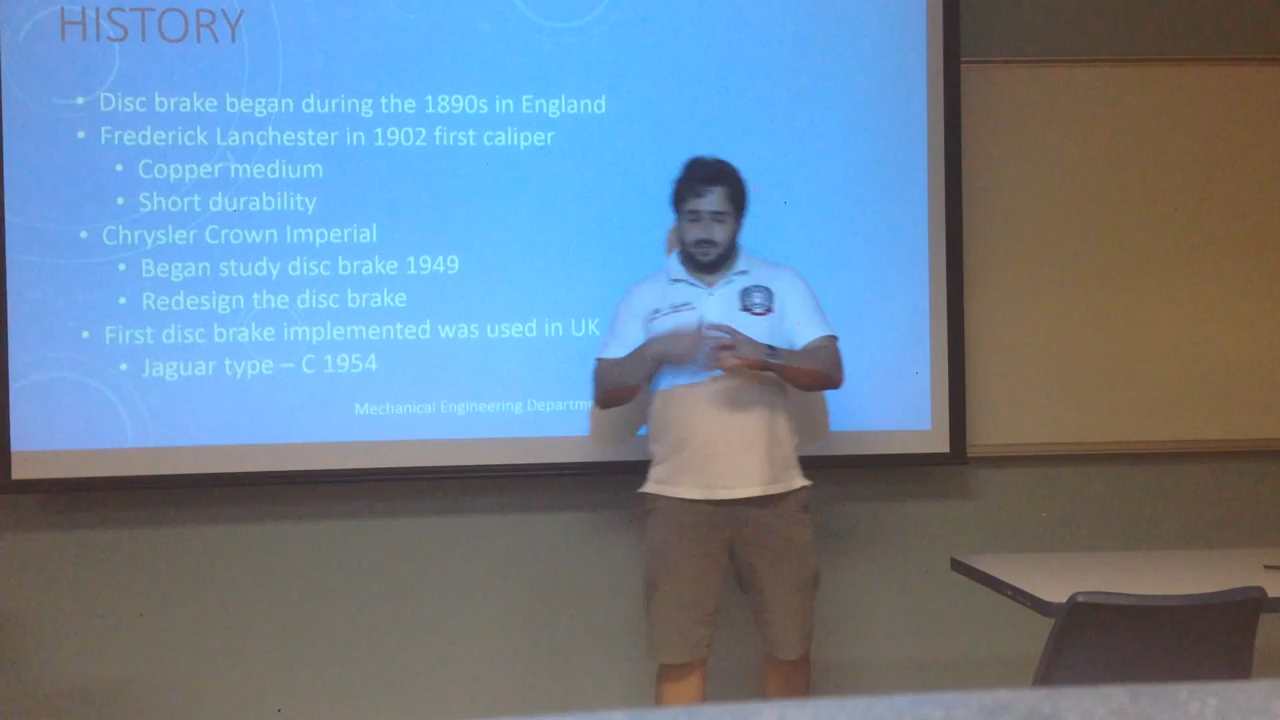 HISTORY
• Disc brake began during the 1890s in England
• Frederick Lanchester in 1902 first caliper
• Copper medium
• Short durability
• Chrysler Crown Imperial
• Began study disc brake 1949
• Redesign the disc brake
• First disc brake implemented was used in UK
• Jaguar type – C 1954
Mechanical Engineering Departm